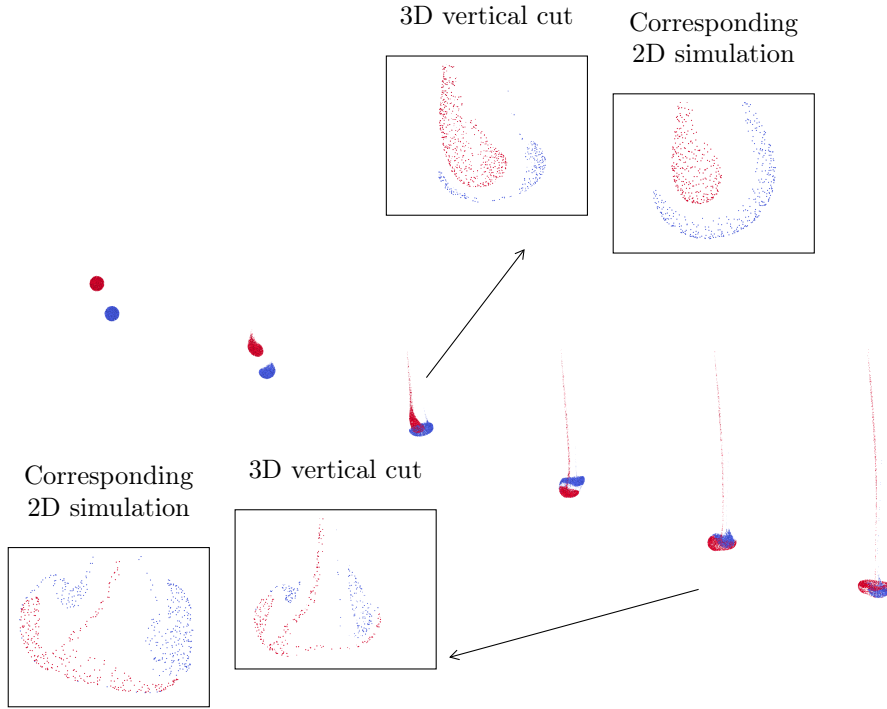 3D vertical cut
Corresponding
2D simulation
Corresponding
2D simulation
3D vertical cut